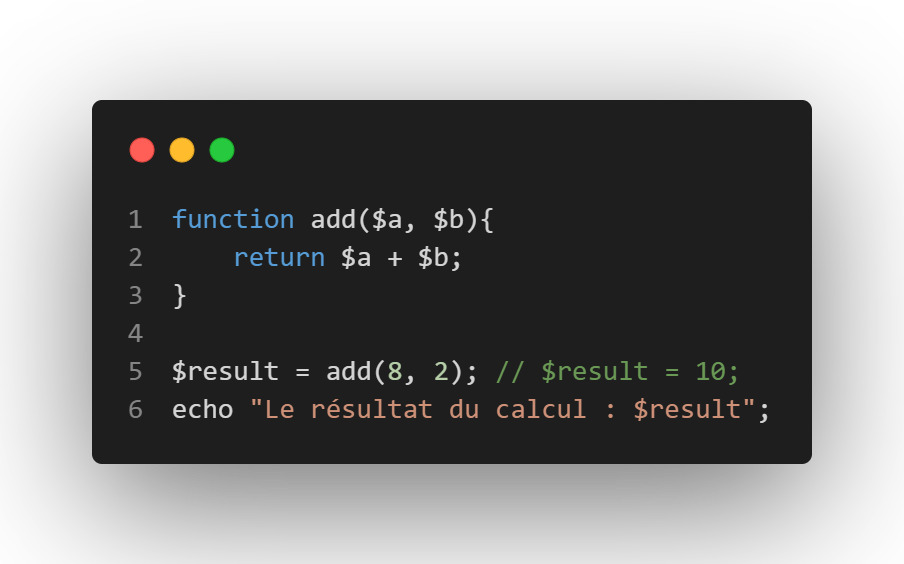 1 function add($a, $b){
2     return $a + $b;
3 }
4
5 $result = add(8, 2); // $result = 10;
6 echo "Le résultat du calcul : $result";